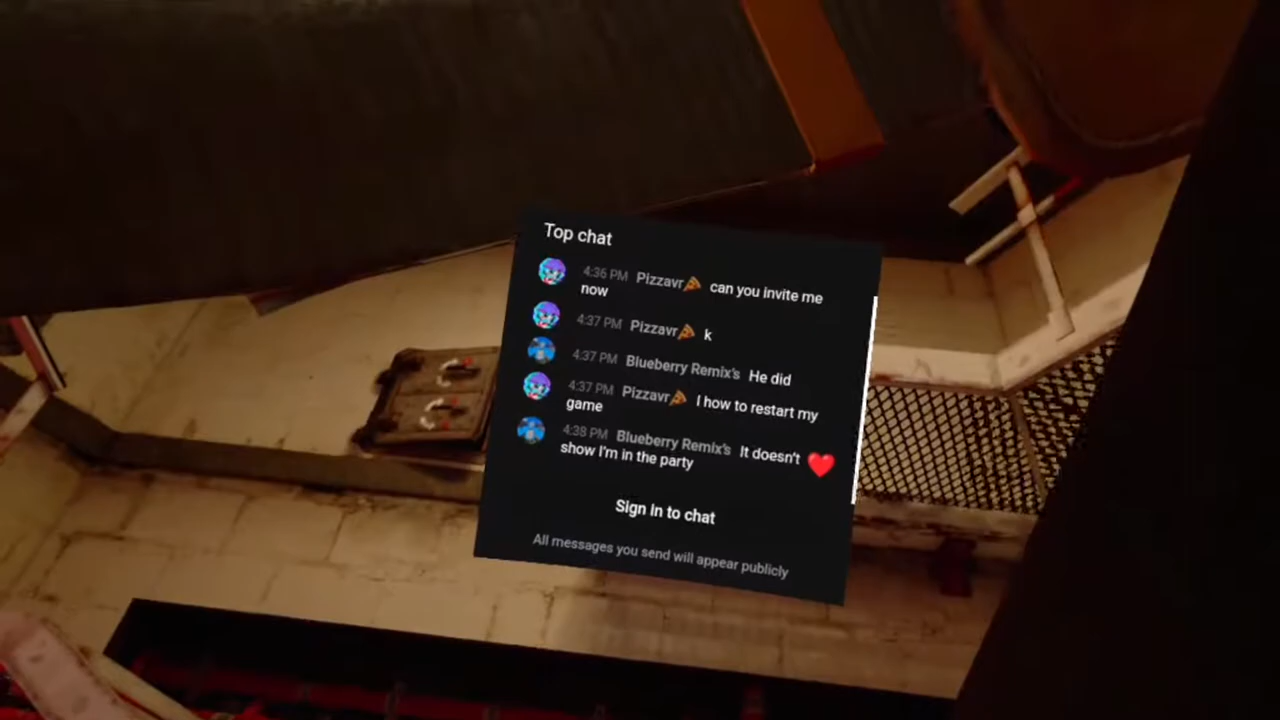 Top chat
4:36 PM Pizzavr🍕 can you invite me
now
4:37 PM Pizzavr🍕 k
4:37 PM Blueberry Remix's He did
4:37 PM Pizzavr🍕 I how to restart my
game
4:38 PM Blueberry Remix's It doesn't
show I'm in the party
Sign in to chat
All messages you send will appear publicly